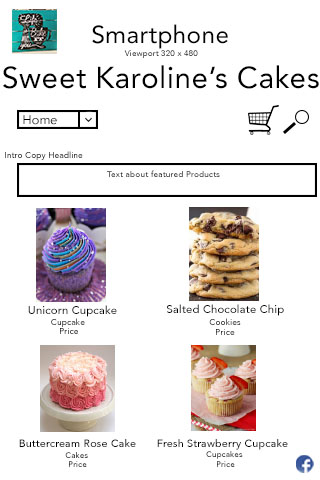 Smartphone
Viewport 320 x 480
Sweet Karoline's Cakes
Home
Intro Copy Headline
Text about featured Products
Unicorn Cupcake
Cupcake
Price
Salted Chocolate Chip
Cookies
Price
Buttercream Rose Cake
Cakes
Price
Fresh Strawberry Cupcake
Cupcakes
Price
f